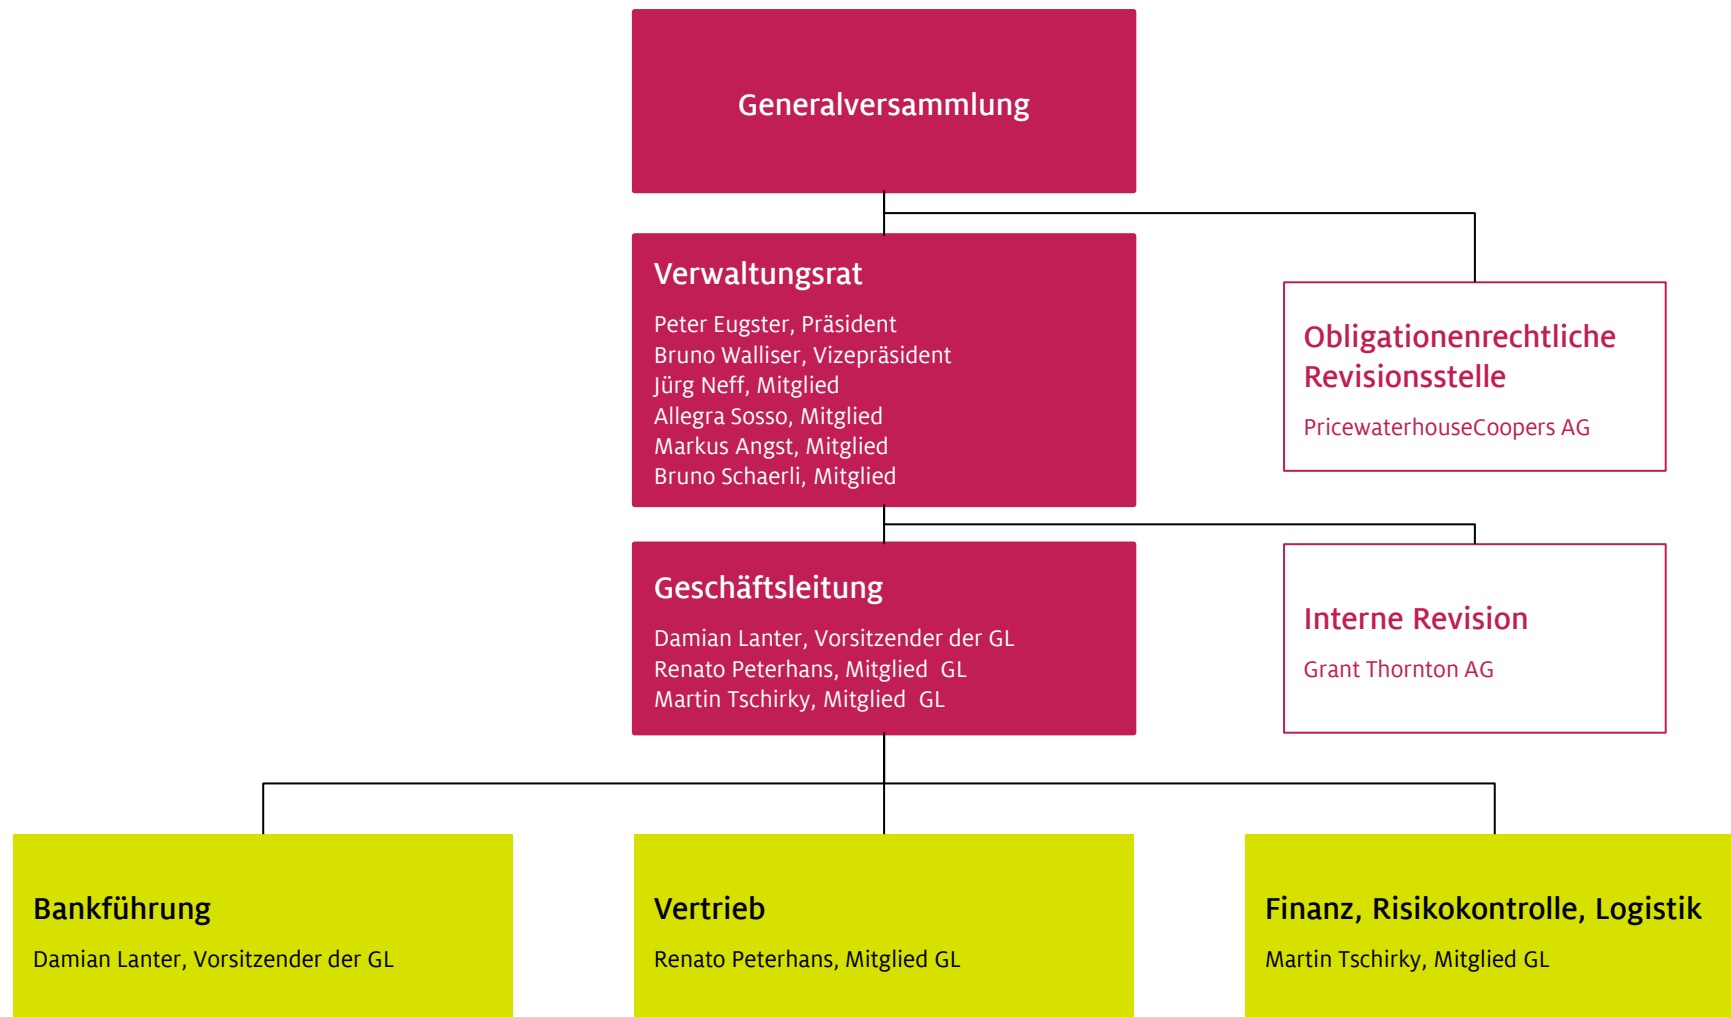 Generalversammlung
Verwaltungsrat
Peter Eugster, Präsident
Bruno Walliser, Vizepräsident
Jürg Neff, Mitglied
Allegra Sosso, Mitglied
Markus Angst, Mitglied
Bruno Schaerli, Mitglied
Obligationenrechtliche
Revisionsstelle
PricewaterhouseCoopers AG
Geschäftsleitung
Damian Lanter, Vorsitzender der GL
Renato Peterhans, Mitglied  GL
Martin Tschirky, Mitglied  GL
Interne Revision
Grant Thornton AG
Bankführung
Damian Lanter, Vorsitzender der GL
Vertrieb
Renato Peterhans, Mitglied GL
Finanz, Risikokontrolle, Logistik
Martin Tschirky, Mitglied GL